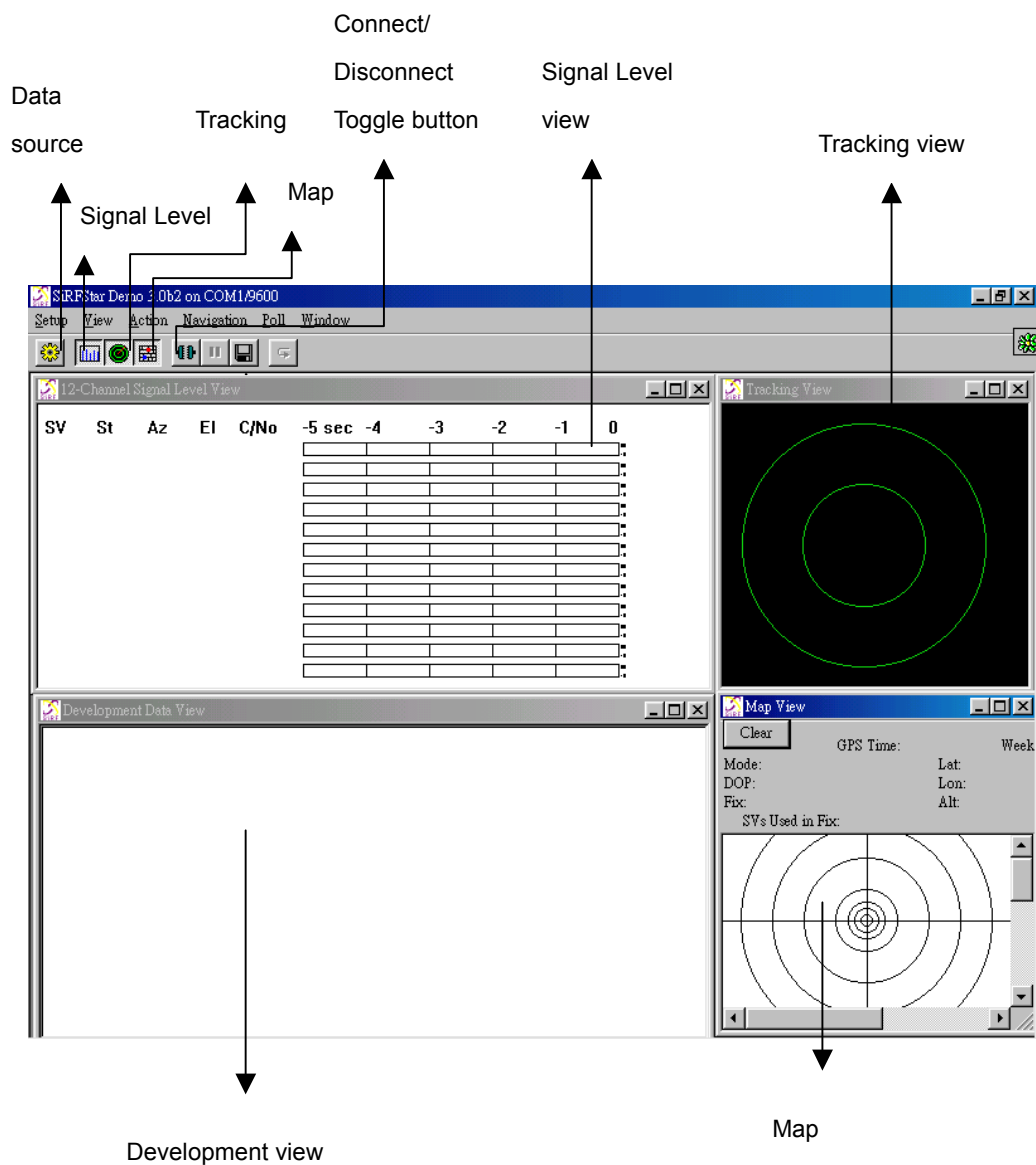 Connect/
Disconnect
Toggle button
Signal Level
view
Data
source
Tracking
Tracking view
Map
Signal Level
SiRFStar Demo 3.0b2 on COM1/9600
Setup View Action Navigation Poll Window
12-Channel Signal Level View
SV St Az El C/No -5 sec -4 -3 -2 -1 0
Tracking View
Development Data View
Map View
Clear
GPS Time: Week
Mode: Lat:
DOP: Lon:
Fix: Alt:
SVs Used in Fix:
Map
Development view